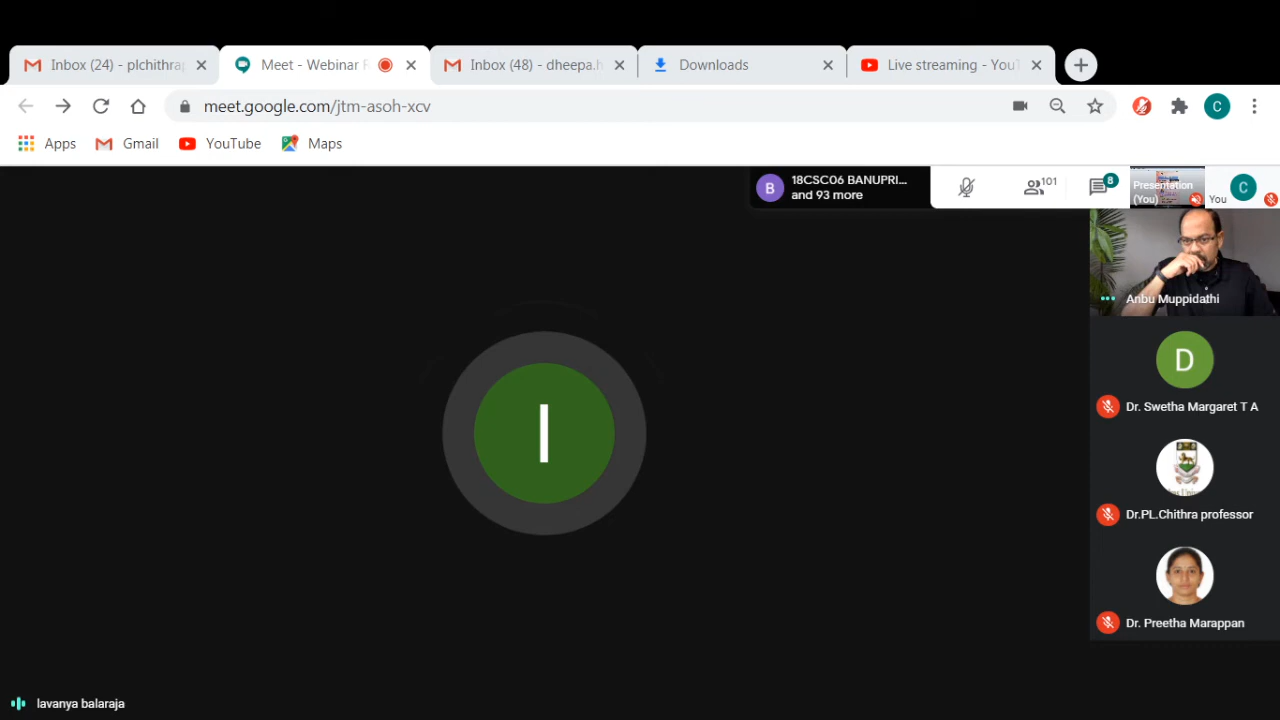 Inbox (24) - plchithrap
Meet - Webinar
Inbox (48) - dheepa.h
Downloads
Live streaming - YouT
meet.google.com/jtm-asoh-xcv
C
Apps
Gmail
YouTube
Maps
B
18CSC06 BANUPRI...
and 93 more
101
8
Presentation
(You)
You
C
Anbu Muppidathi
D
Dr. Swetha Margaret T A
Dr.PL.Chithra professor
Dr. Preetha Marappan
l
lavanya balaraja